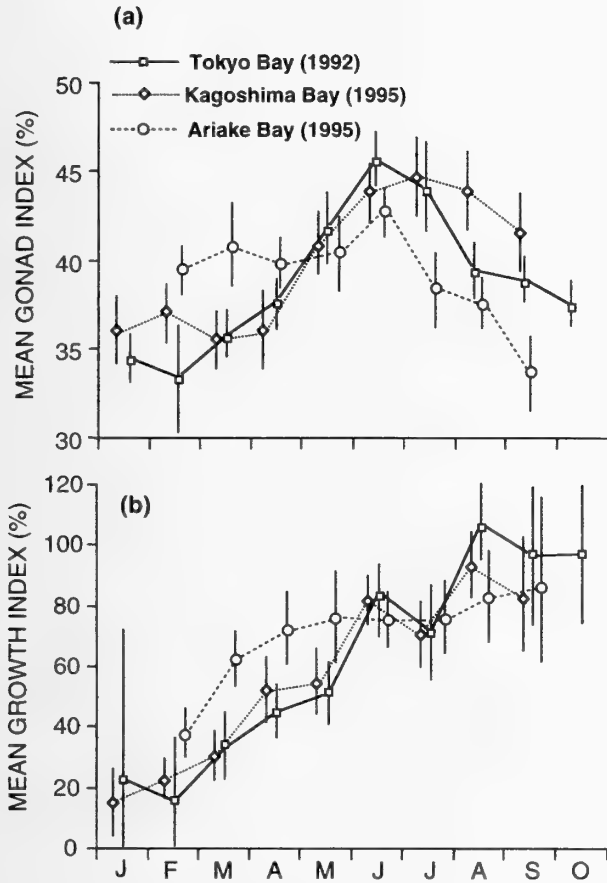 (a)
Tokyo Bay (1992)
Kagoshima Bay (1995)
Ariake Bay (1995)
MEAN GONAD INDEX (%)
50
45
40
35
30
(b)
MEAN GROWTH INDEX (%)
120
100
80
60
40
20
0
J F M A M J J A S O